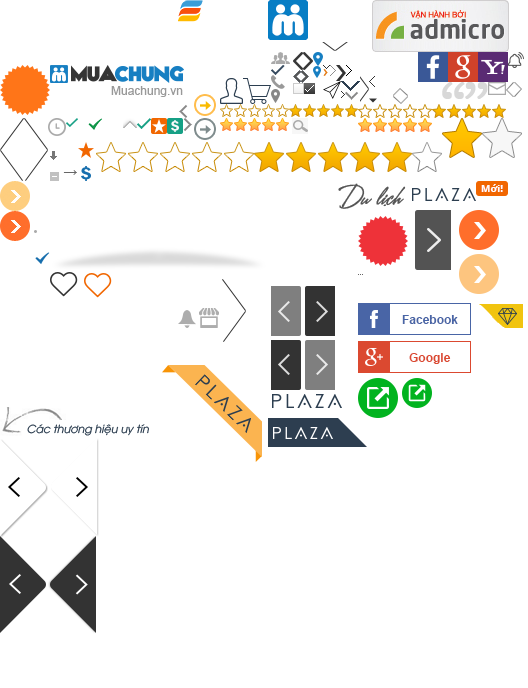 VẬN HÀNH BỞI
admicro
MUACHUNG
Muachung.vn
f
g
Y!
$
$
Mới!
Du lịch PLAZA
f Facebook
g+ Google
PLAZA
PLAZA
PLAZA
Các thương hiệu uy tín